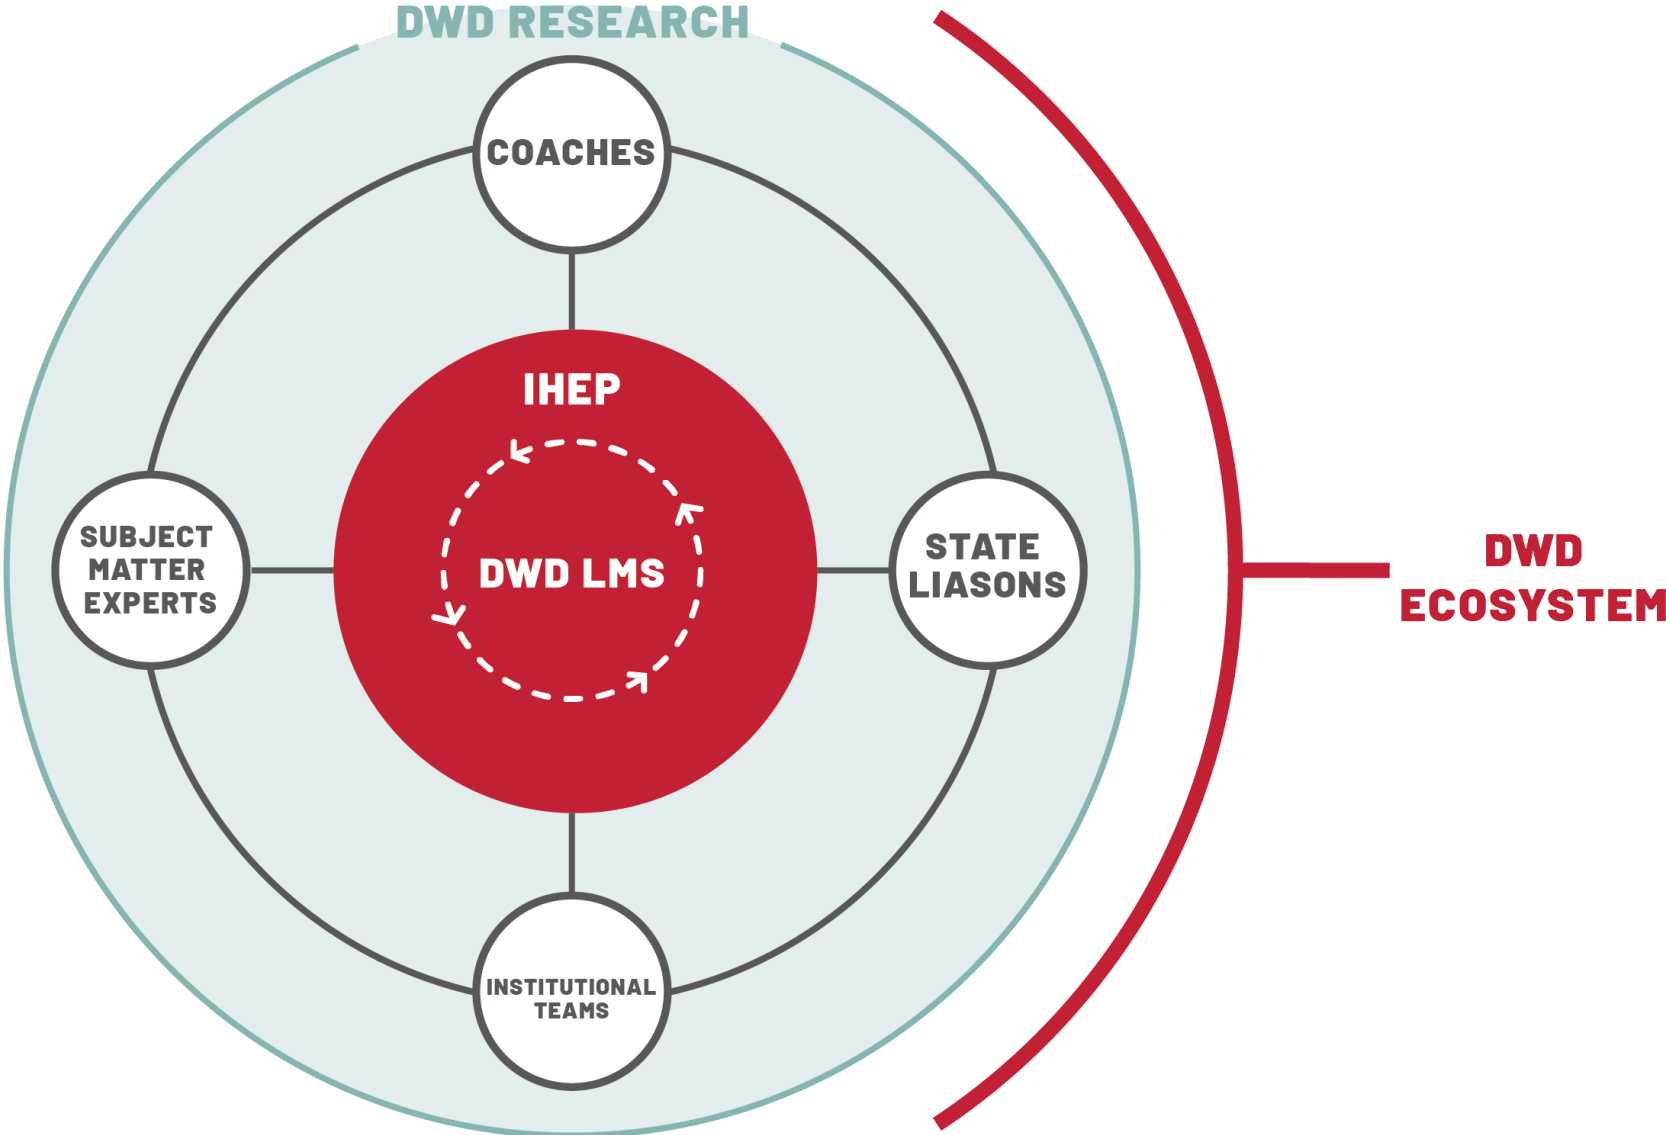 DWD RESEARCH
COACHES
IHEP
DWD LMS
SUBJECT
MATTER
EXPERTS
STATE
LIASONS
INSTITUTIONAL
TEAMS
DWD
ECOSYSTEM